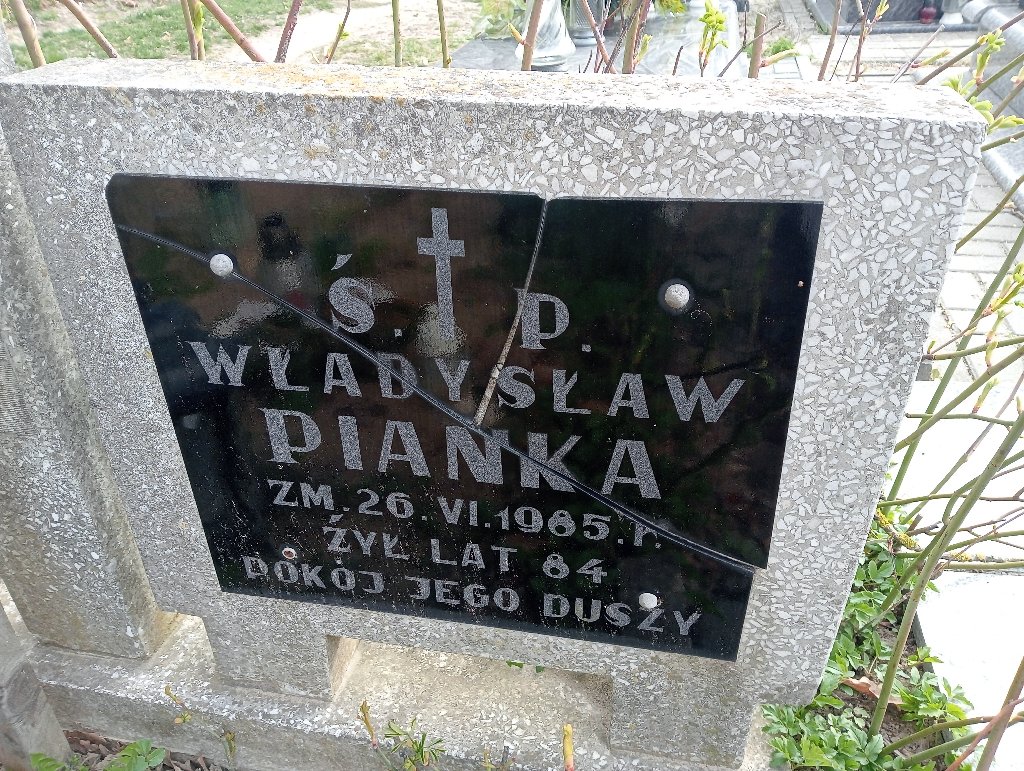 Ś. P.
WŁADYSŁAW
PIANKA
ZM. 26. VI. 1985. r.
ŻYŁ LAT 84
POKÓJ JEGO DUSZY